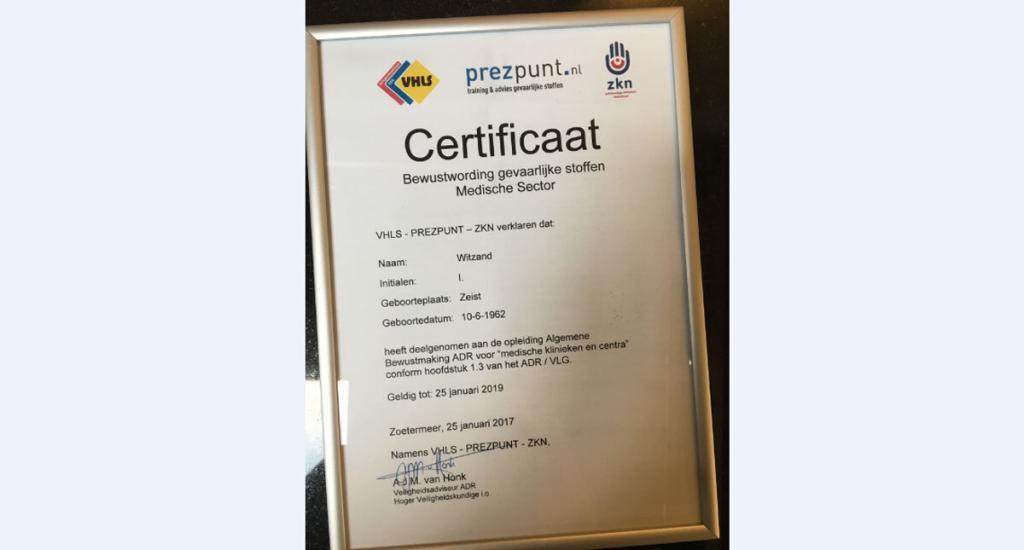 VHLS
prezpunt.nl
training & advies gevaarlijke stoffen
zkn
Certificaat
Bewustwording gevaarlijke stoffen
Medische Sector
VHLS - PREZPUNT – ZKN verklaren dat:
Naam: Witzand
Initialen: I.
Geboorteplaats: Zeist
Geboortedatum: 10-6-1962
heeft deelgenomen aan de opleiding Algemene
Bewustmaking ADR voor "medische klinieken en centra"
conform hoofdstuk 1.3 van het ADR / VLG.
Geldig tot: 25 januari 2019
Zoetermeer, 25 januari 2017
Namens VHLS - PREZPUNT - ZKN,
A.J.M. van Honk
Veiligheidsadviseur ADR
Hoger Veiligheidskundige i.o.